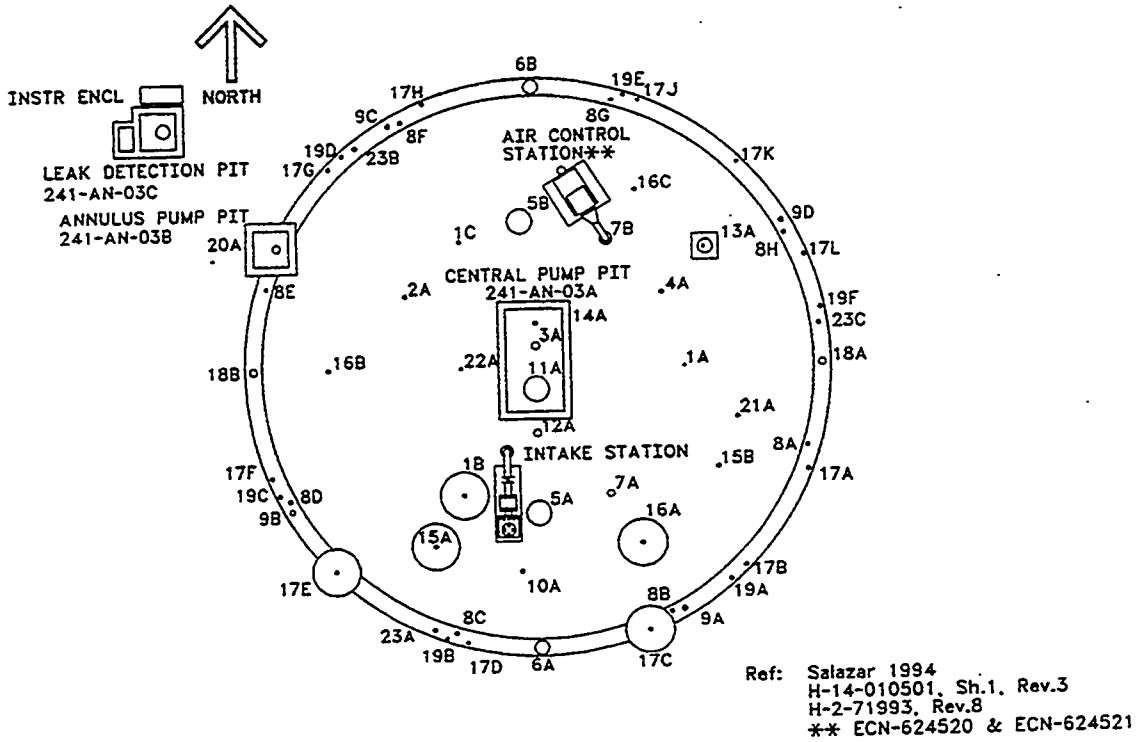 6B
19E
17J
17H
INSTR ENCL
NORTH
9C
8F
8G
AIR CONTROL
STATION**
19D
23B
17K
17G
LEAK DETECTION PIT
241-AN-03C
16C
5B
ANNULUS PUMP PIT
241-AN-03B
9D
7B
13A
1C
8H
17L
20A
CENTRAL PUMP PIT
241-AN-03A
2A
4A
8E
14A
19F
3A
23C
16B
22A
11A
1A
18A
18B
21A
12A
8A
INTAKE STATION
15B
17A
1B
17F
7A
19C
8D
5A
16A
9B
15A
17B
10A
19A
17E
8B
9A
8C
23A
19B
17D
6A
17C
Ref: Salazar 1994
H-14-010501, Sh.1, Rev.3
H-2-71993, Rev.8
** ECN-624520 & ECN-624521